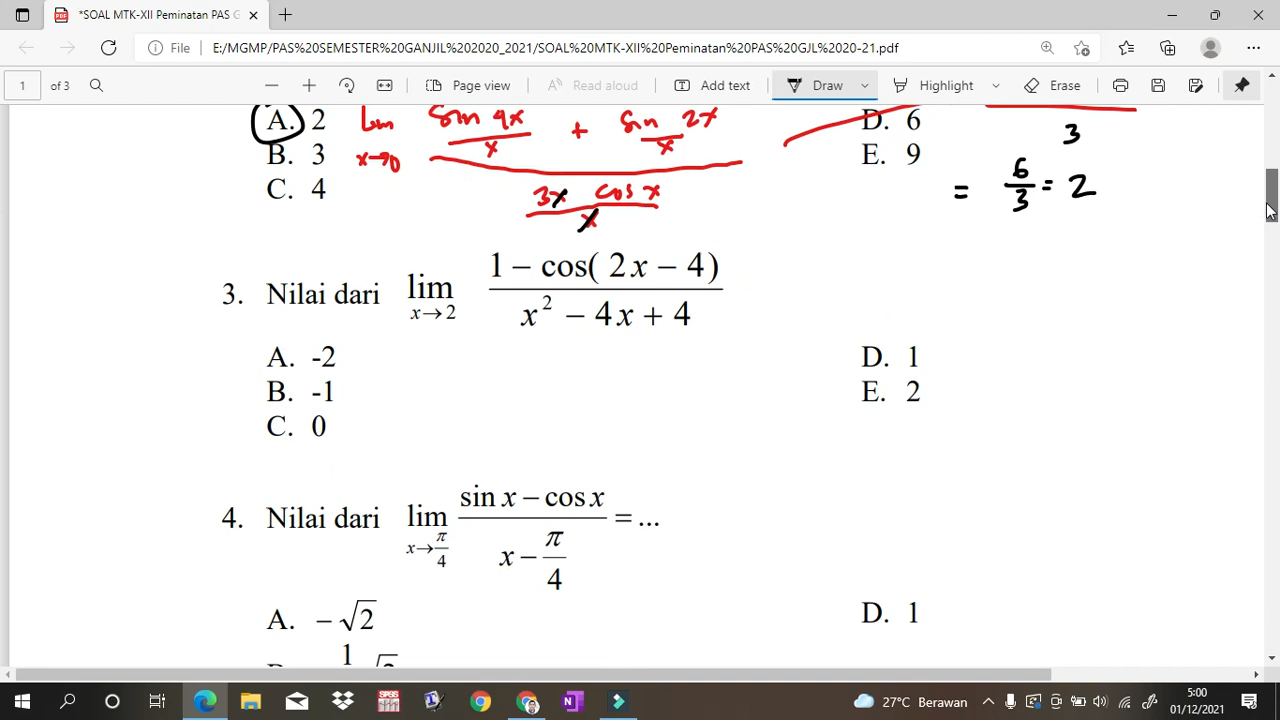 *SOAL MTK-XII Peminatan PAS G
File E:/MGMP/PAS%20SEMESTER%20GANJIL%202020_2021/SOAL%20MTK-XII%20Peminatan%20PAS%20GJL%202020-21.pdf
1 of 3 Page view Read aloud Add text Draw Highlight Erase
A. 2 Lim x→0 sin 4x / x + sin 2x / x D. 6 3
B. 3 E. 9
C. 4 3x cos x / x = 6/3 = 2
3. Nilai dari lim x→2 1 − cos( 2x − 4) / x² − 4x + 4
A. -2 D. 1
B. -1 E. 2
C. 0
4. Nilai dari lim x→π/4 sin x − cos x / x − π/4 = ...
A. −√2 D. 1
1
27°C Berawan 5:00
01/12/2021